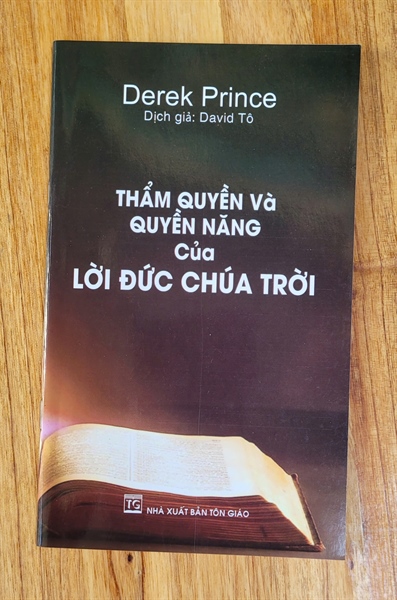 Derek Prince
Dịch giả: David Tô
THẨM QUYỀN Và
QUYỀN NĂNG
Của
LỜI ĐỨC CHÚA TRỜI
TG
NHÀ XUẤT BẢN TÔN GIÁO